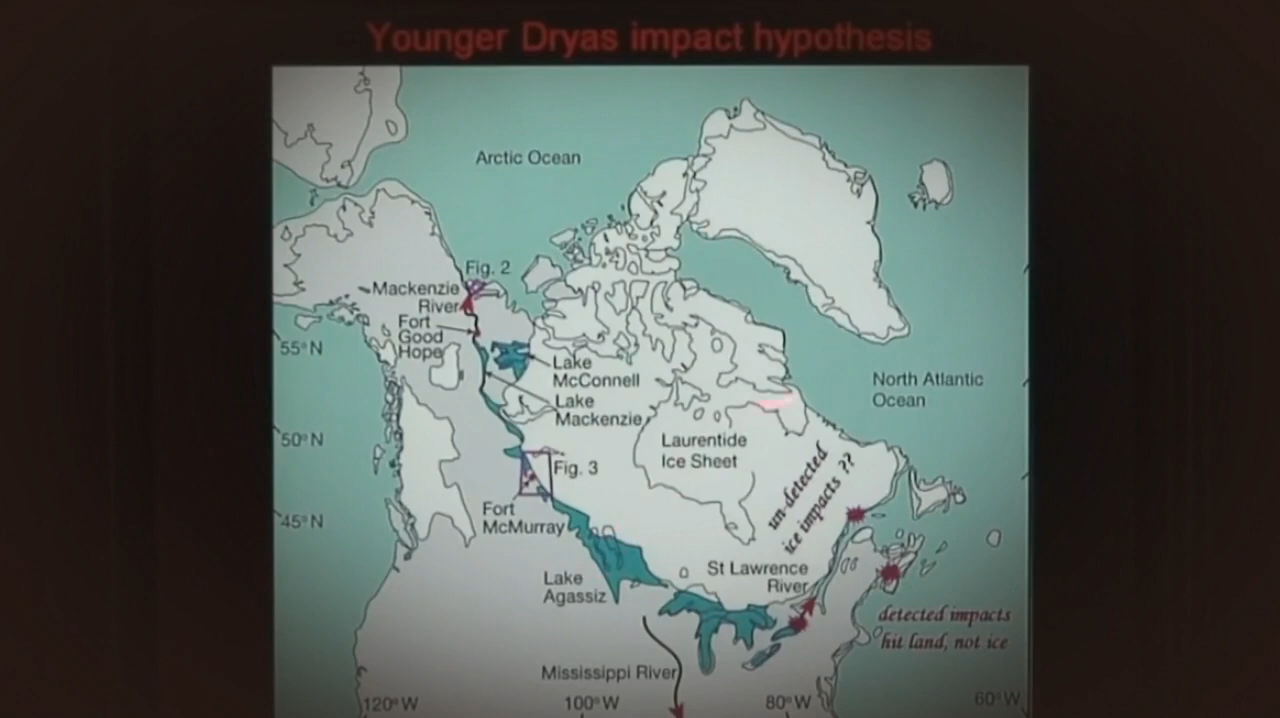 Younger Dryas impact hypothesis
Arctic Ocean
Fig. 2
Mackenzie
River
Fort
Good
Hope
55°N
Lake
McConnell
Lake
Mackenzie
North Atlantic
Ocean
50°N
Laurentide
Ice Sheet
un-detected
ice impacts ??
Fig. 3
45°N
Fort
McMurray
St Lawrence
River
Lake
Agassiz
detected impacts
hit land, not ice
Mississippi River
120°W
100°W
80°W
60°W